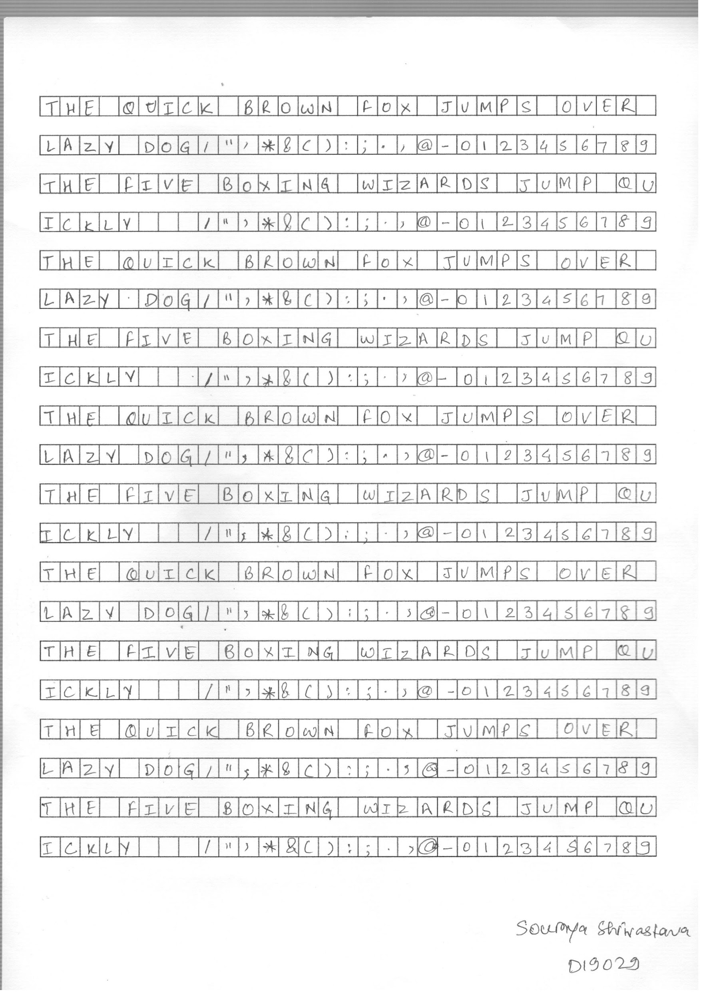 THE QUICK BROWN FOX JUMPS OVER
LAZY DOG/",*&():;.,@-0123456789
THE FIVE BOXING WIZARDS JUMP QU
ICKLY /",*&():;.,@-0123456789
THE QUICK BROWN FOX JUMPS OVER
LAZY DOG/",*&():;.,@-0123456789
THE FIVE BOXING WIZARDS JUMP QU
ICKLY /",*&():;.,@-0123456789
THE QUICK BROWN FOX JUMPS OVER
LAZY DOG/",*&():;.,@-0123456789
THE FIVE BOXING WIZARDS JUMP QU
ICKLY /",*&():;.,@-0123456789
THE QUICK BROWN FOX JUMPS OVER
LAZY DOG/",*&():;.,@-0123456789
THE FIVE BOXING WIZARDS JUMP QU
ICKLY /",*&():;.,@-0123456789
THE QUICK BROWN FOX JUMPS OVER
LAZY DOG/",*&():;.,@-0123456789
THE FIVE BOXING WIZARDS JUMP QU
ICKLY /",*&():;.,@-0123456789
D19029